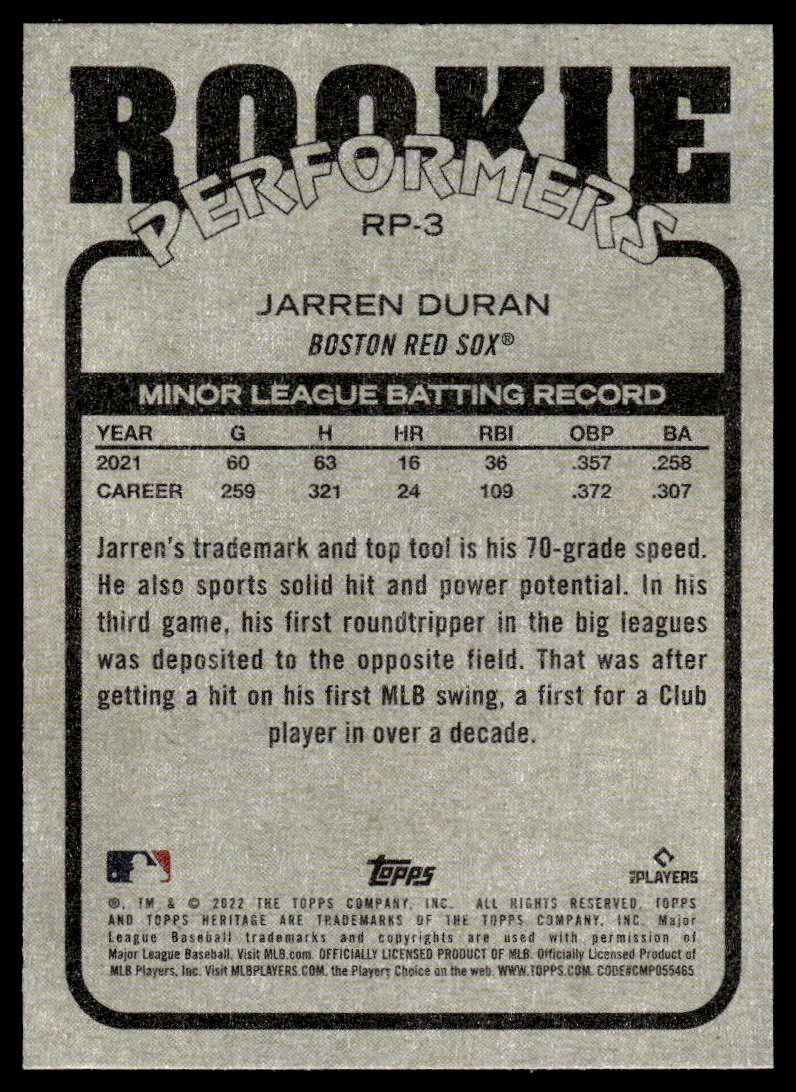 ROOKIE
PERFORMERS
RP-3
JARREN DURAN
BOSTON RED SOX®
MINOR LEAGUE BATTING RECORD
YEAR G H HR RBI OBP BA
2021 60 63 16 36 .357 .258
CAREER 259 321 24 109 .372 .307
Jarren's trademark and top tool is his 70-grade speed.
He also sports solid hit and power potential. In his
third game, his first roundtripper in the big leagues
was deposited to the opposite field. That was after
getting a hit on his first MLB swing, a first for a Club
player in over a decade.
topps
MLB PLAYERS
®, TM & © 2022 THE TOPPS COMPANY, INC. ALL RIGHTS RESERVED. TOPPS
AND TOPPS HERITAGE ARE TRADEMARKS OF THE TOPPS COMPANY, INC. Major
League Baseball trademarks and copyrights are used with permission of
Major League Baseball. Visit MLB.com. OFFICIALLY LICENSED PRODUCT OF MLB. Officially Licensed Product of
MLB Players, Inc. Visit MLBPLAYERS.COM, the Players Choice on the web. WWW.TOPPS.COM. CODE#CMP055465